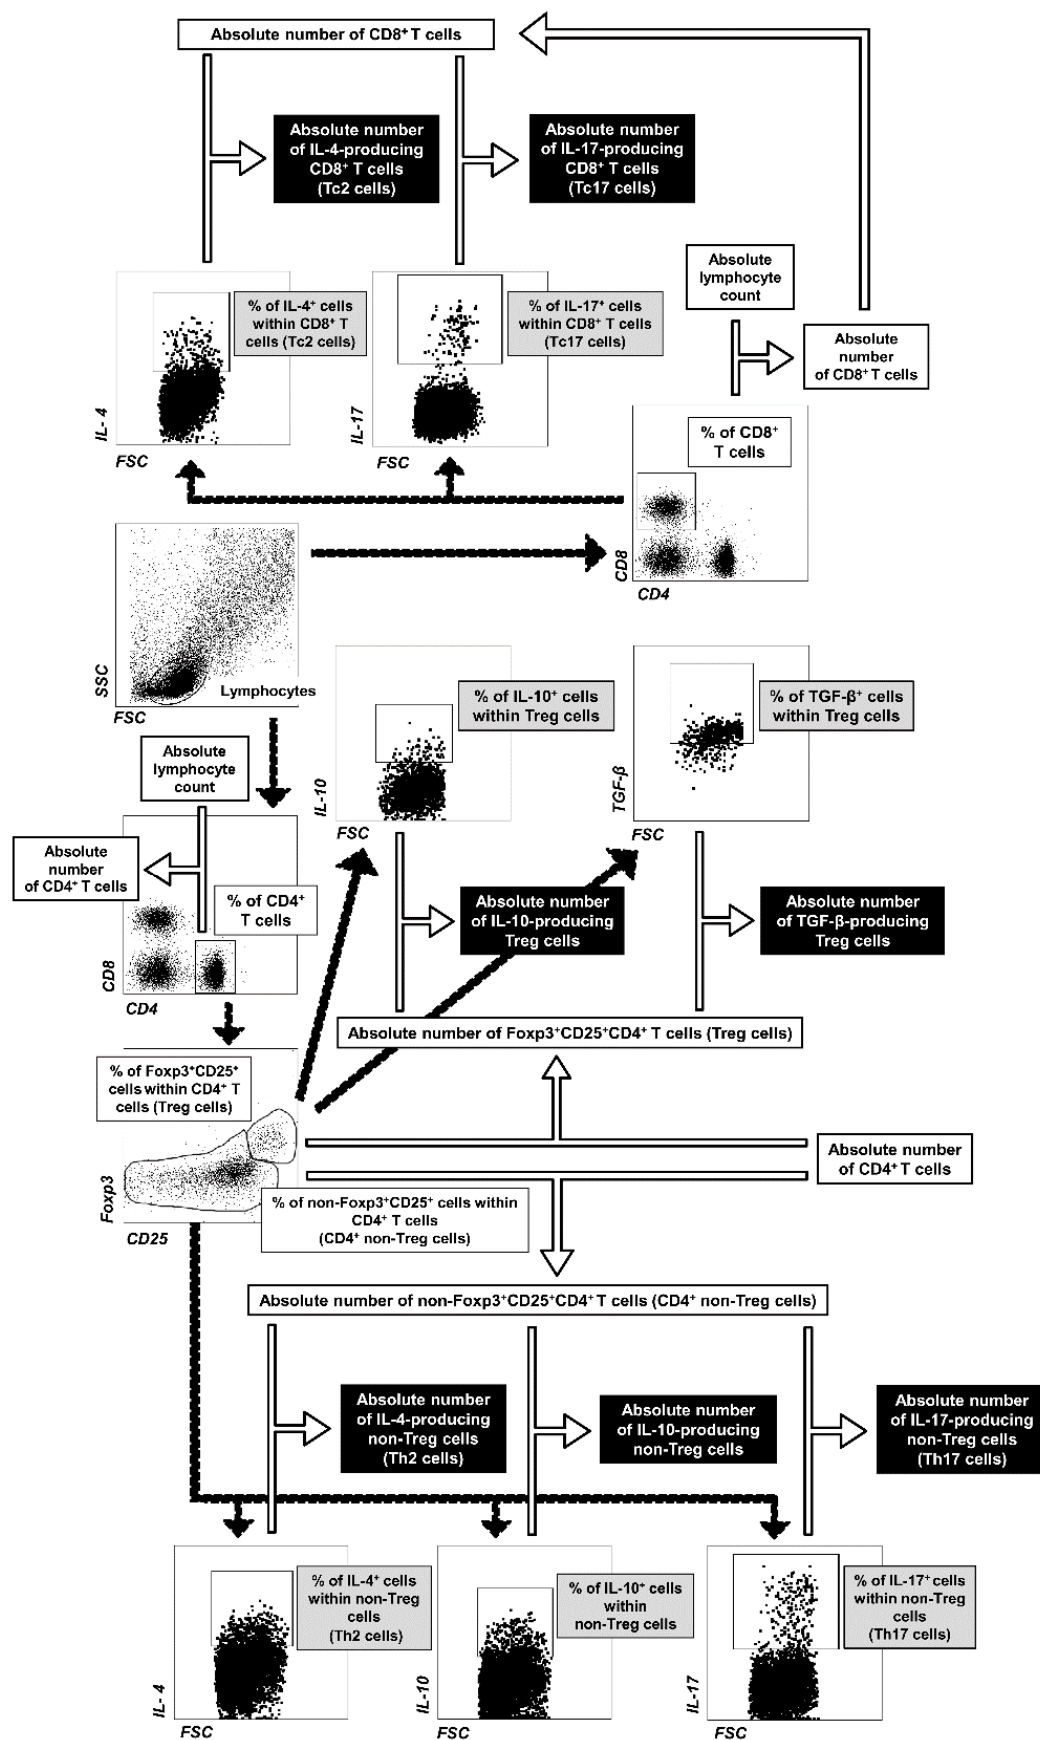 Absolute number of CD8⁺ T cells
Absolute number
of IL-4-producing
CD8⁺ T cells
(Tc2 cells)
Absolute number
of IL-17-producing
CD8⁺ T cells
(Tc17 cells)
Absolute
lymphocyte
count
% of IL-4⁺ cells
within CD8⁺ T
cells (Tc2 cells)
% of IL-17⁺ cells
within CD8⁺ T cells
(Tc17 cells)
Absolute
number
of CD8⁺ T cells
IL- 4
FSC
IL-17
FSC
% of CD8⁺
T cells
CD8
CD4
SSC
Lymphocytes
FSC
% of IL-10⁺ cells
within Treg cells
IL-10
FSC
% of TGF-β⁺ cells
within Treg cells
TGF-β
FSC
Absolute
lymphocyte
count
Absolute
number
of CD4⁺ T cells
% of CD4⁺
T cells
CD8
CD4
Absolute number
of IL-10-producing
Treg cells
Absolute number
of TGF-β-producing
Treg cells
Absolute number of Foxp3⁺CD25⁺CD4⁺ T cells (Treg cells)
% of Foxp3⁺CD25⁺
cells within CD4⁺ T
cells (Treg cells)
Absolute number
of CD4⁺ T cells
Foxp3
CD25
% of non-Foxp3⁺CD25⁺ cells within
CD4⁺ T cells
(CD4⁺ non-Treg cells)
Absolute number of non-Foxp3⁺CD25⁺CD4⁺ T cells (CD4⁺ non-Treg cells)
Absolute number
of IL-4-producing
non-Treg cells
(Th2 cells)
Absolute number
of IL-10-producing
non-Treg cells
Absolute number
of IL-17-producing
non-Treg cells
(Th17 cells)
% of IL-4⁺ cells
within non-Treg
cells
(Th2 cells)
IL- 4
FSC
% of IL-10⁺ cells
within
non-Treg cells
IL-10
FSC
% of IL-17⁺ cells
within non-Treg
cells
(Th17 cells)
IL-17
FSC